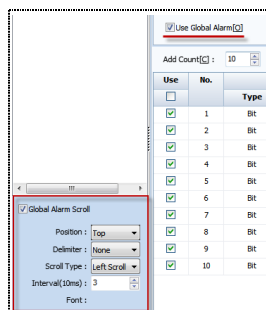 Use Global Alarm[O]
Add Count[C] : 10
Use No.
Type
1 Bit
2 Bit
3 Bit
4 Bit
5 Bit
6 Bit
7 Bit
8 Bit
9 Bit
10 Bit
Global Alarm Scroll
Position : Top
Delimiter : None
Scroll Type : Left Scroll
Interval(10ms) : 3
Font :